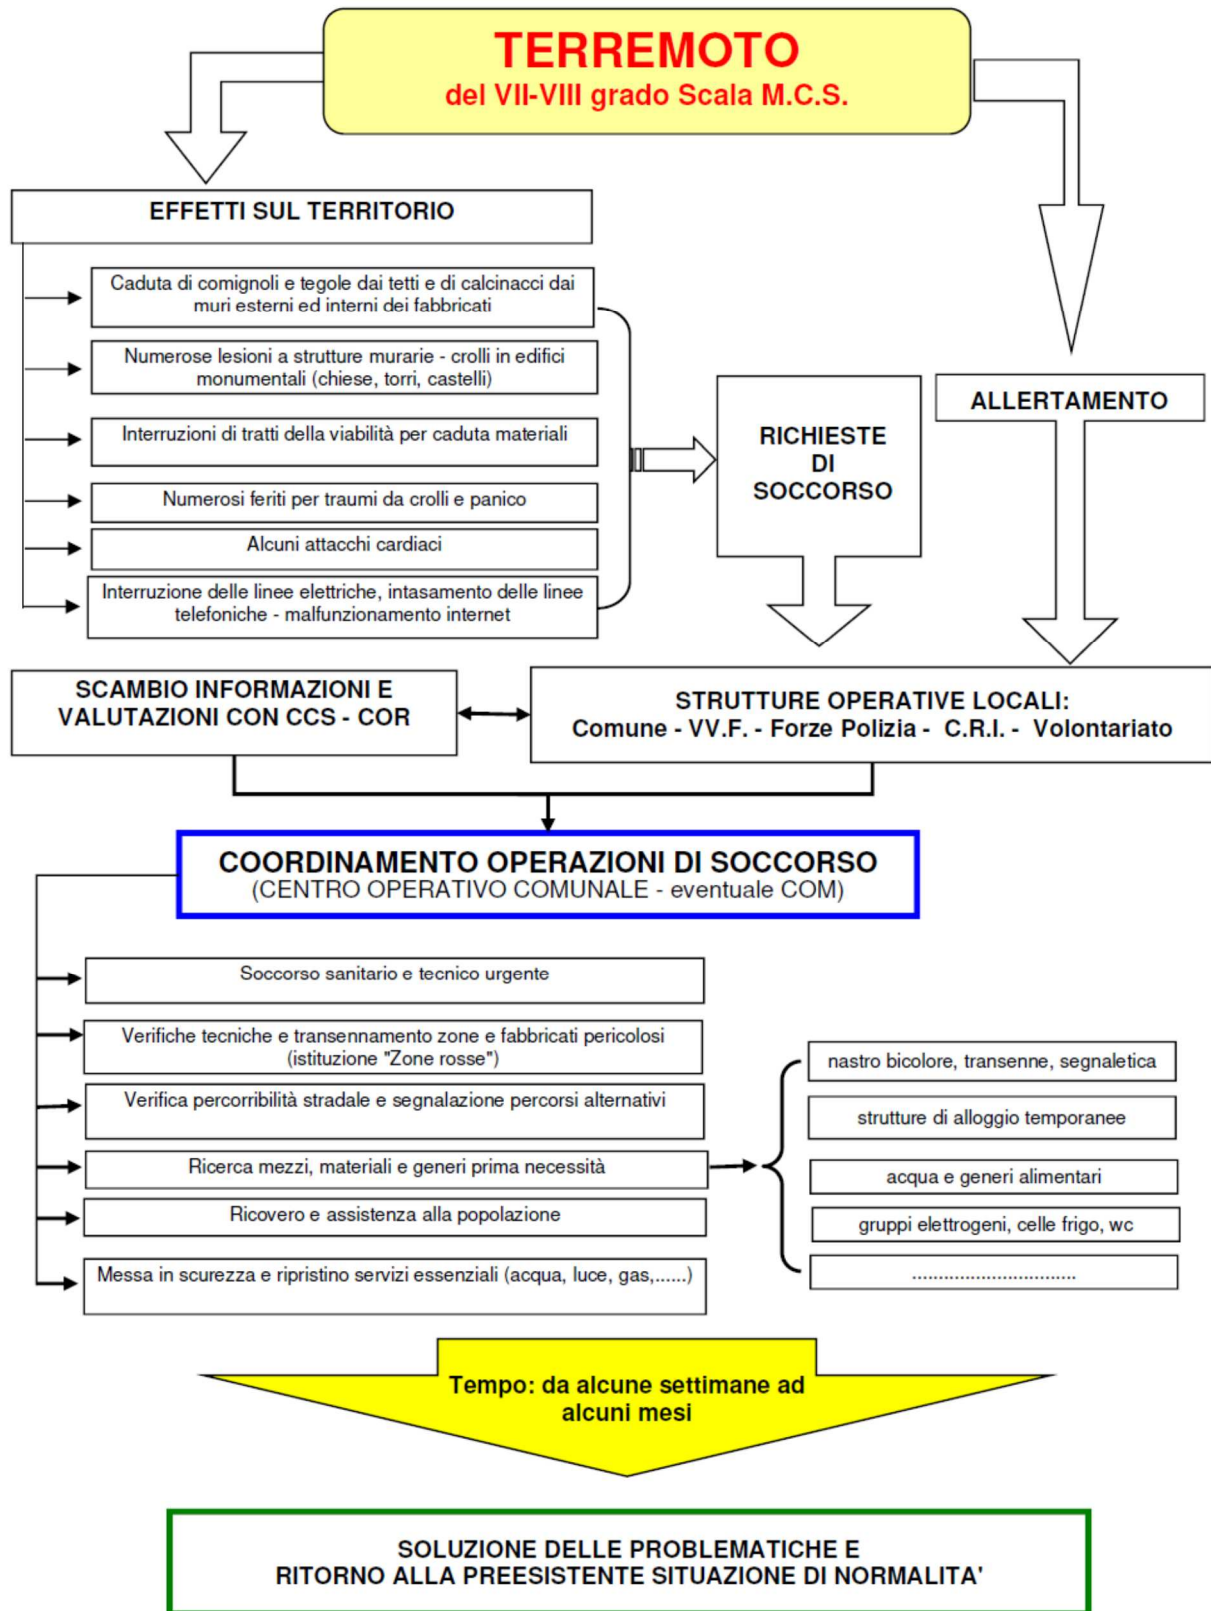 TERREMOTO
del VII-VIII grado Scala M.C.S.
EFFETTI SUL TERRITORIO
Caduta di comignoli e tegole dai tetti e di calcinacci dai
muri esterni ed interni dei fabbricati
Numerose lesioni a strutture murarie - crolli in edifici
monumentali (chiese, torri, castelli)
Interruzioni di tratti della viabilità per caduta materiali
Numerosi feriti per traumi da crolli e panico
Alcuni attacchi cardiaci
Interruzione delle linee elettriche, intasamento delle linee
telefoniche - malfunzionamento internet
RICHIESTE
DI
SOCCORSO
ALLERTAMENTO
SCAMBIO INFORMAZIONI E
VALUTAZIONI CON CCS - COR
STRUTTURE OPERATIVE LOCALI:
Comune - VV.F. - Forze Polizia - C.R.I. - Volontariato
COORDINAMENTO OPERAZIONI DI SOCCORSO
(CENTRO OPERATIVO COMUNALE - eventuale COM)
Soccorso sanitario e tecnico urgente
Verifiche tecniche e transennamento zone e fabbricati pericolosi
(istituzione "Zone rosse")
Verifica percorribilità stradale e segnalazione percorsi alternativi
Ricerca mezzi, materiali e generi prima necessità
Ricovero e assistenza alla popolazione
Messa in scurezza e ripristino servizi essenziali (acqua, luce, gas,......)
nastro bicolore, transenne, segnaletica
strutture di alloggio temporanee
acqua e generi alimentari
gruppi elettrogeni, celle frigo, wc
...............................
Tempo: da alcune settimane ad
alcuni mesi
SOLUZIONE DELLE PROBLEMATICHE E
RITORNO ALLA PREESISTENTE SITUAZIONE DI NORMALITA'